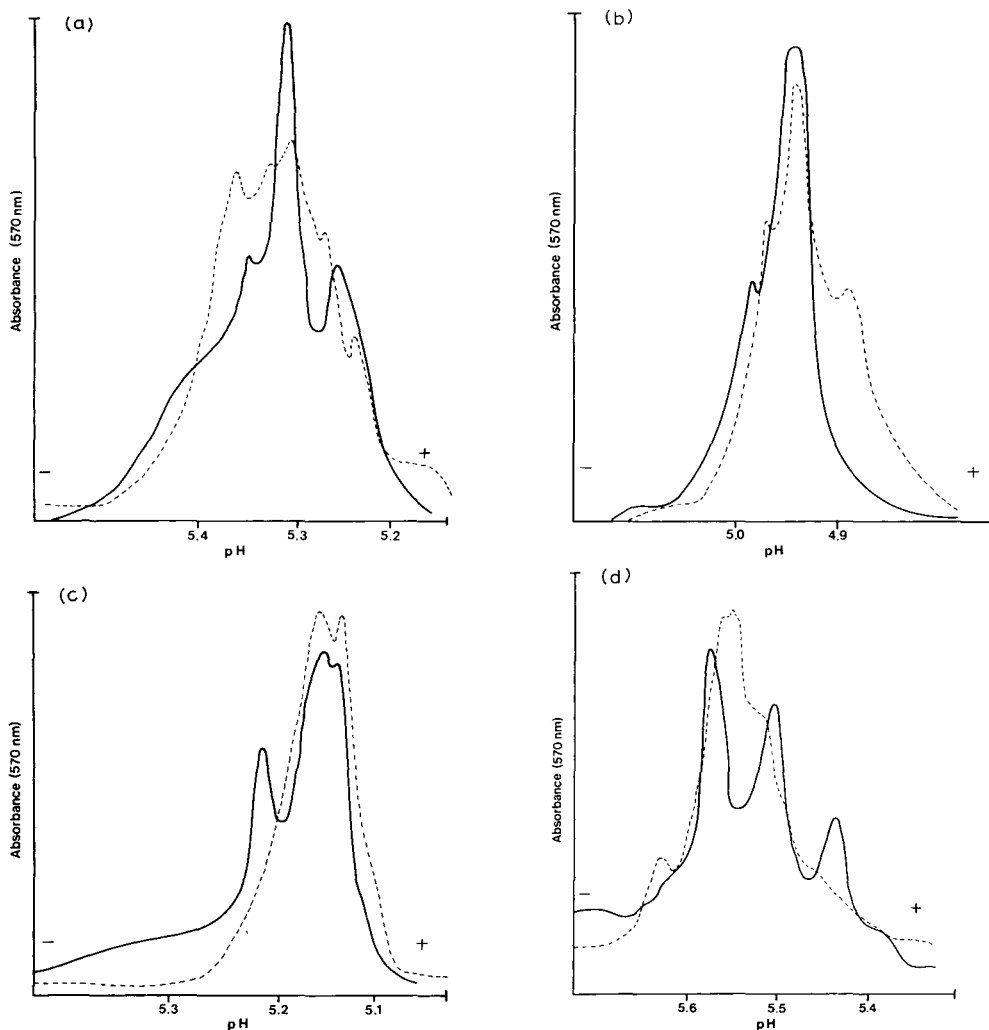 (a)
Absorbance (570 nm)
−
+
5.4 5.3 5.2
pH
(b)
Absorbance (570 nm)
−
+
5.0 4.9
pH
(c)
Absorbance (570 nm)
−
+
5.3 5.2 5.1
pH
(d)
Absorbance (570 nm)
−
+
5.6 5.5 5.4
pH